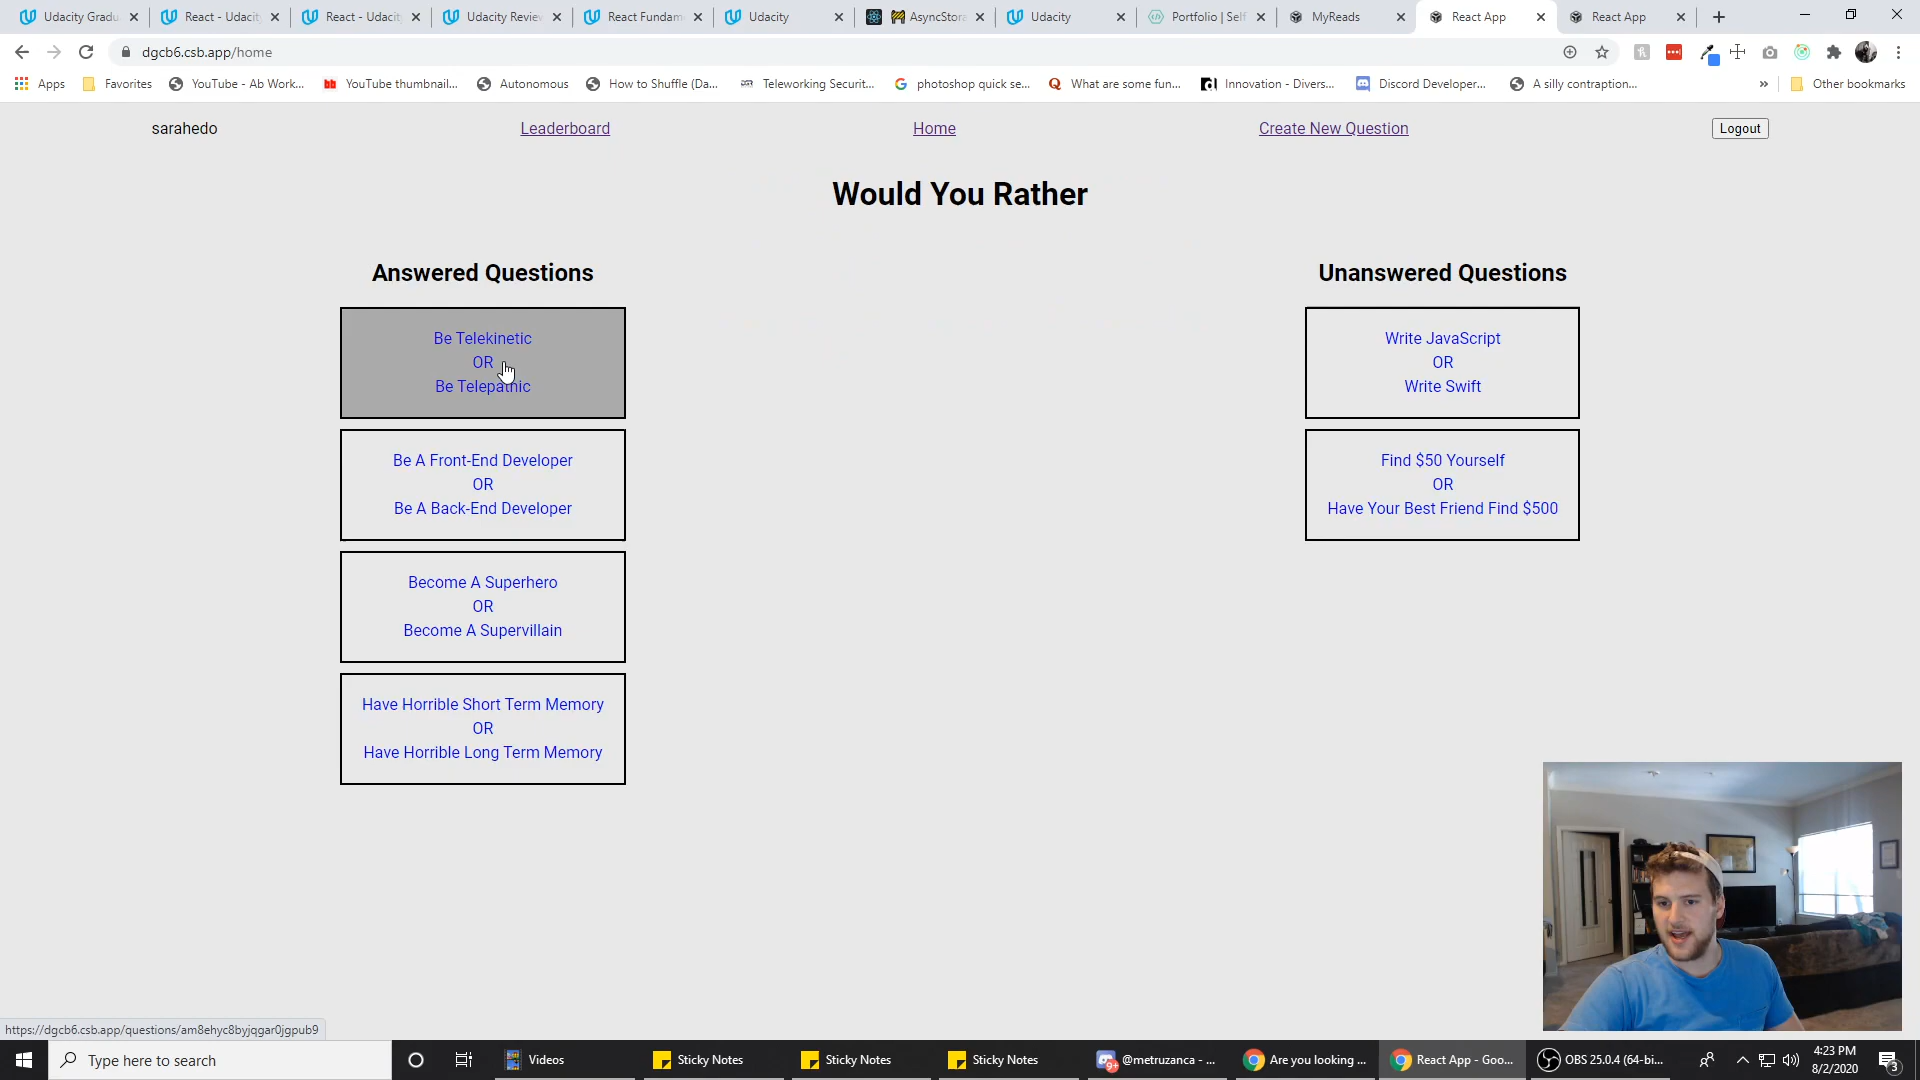 Udacity Gradu
React - Udacit
React - Udacit
Udacity Review
React Fundam
Udacity
AsyncStora
Udacity
Portfolio | Self
MyReads
React App
React App
dgcb6.csb.app/home
Apps
Favorites
YouTube - Ab Work...
YouTube thumbnail...
Autonomous
How to Shuffle (Da...
Teleworking Securit...
photoshop quick se...
What are some fun...
Innovation - Divers...
Discord Developer...
A silly contraption...
»
Other bookmarks
sarahedo
Leaderboard
Home
Create New Question
Logout
Would You Rather
Answered Questions
Be Telekinetic
OR
Be Telepathic
Be A Front-End Developer
OR
Be A Back-End Developer
Become A Superhero
OR
Become A Supervillain
Have Horrible Short Term Memory
OR
Have Horrible Long Term Memory
Unanswered Questions
Write JavaScript
OR
Write Swift
Find $50 Yourself
OR
Have Your Best Friend Find $500
https://dgcb6.csb.app/questions/am8ehyc8byjqgar0jgpub9
Type here to search
Videos
Sticky Notes
Sticky Notes
Sticky Notes
@metruzanca - ...
Are you looking ...
React App - Goo...
OBS 25.0.4 (64-bi...
4:23 PM
8/2/2020
3